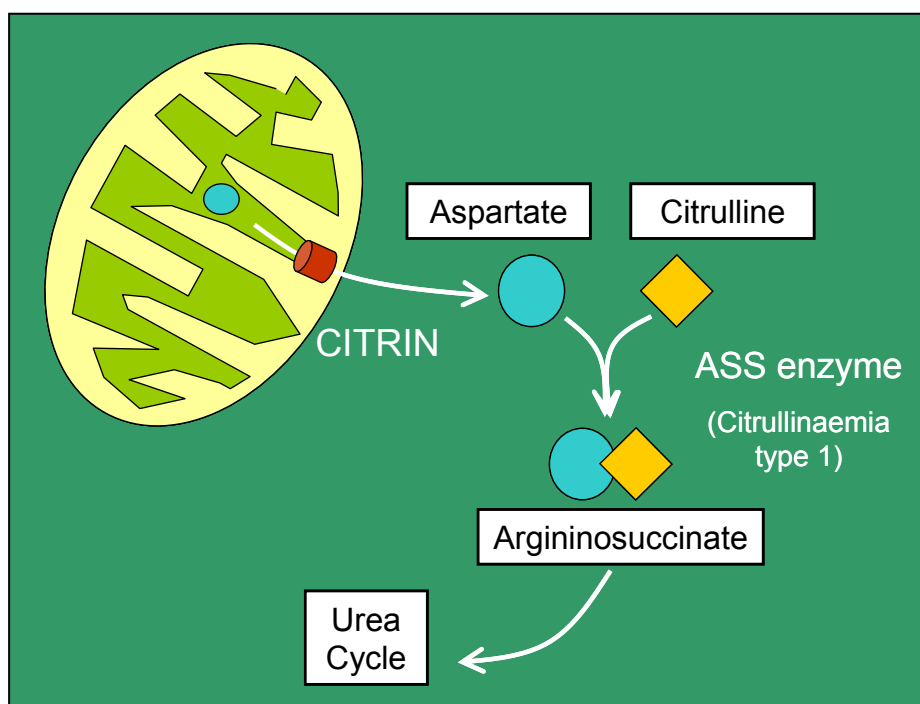 Aspartate
Citrulline
CITRIN
ASS enzyme
(Citrullinaemia
type 1)
Argininosuccinate
Urea
Cycle